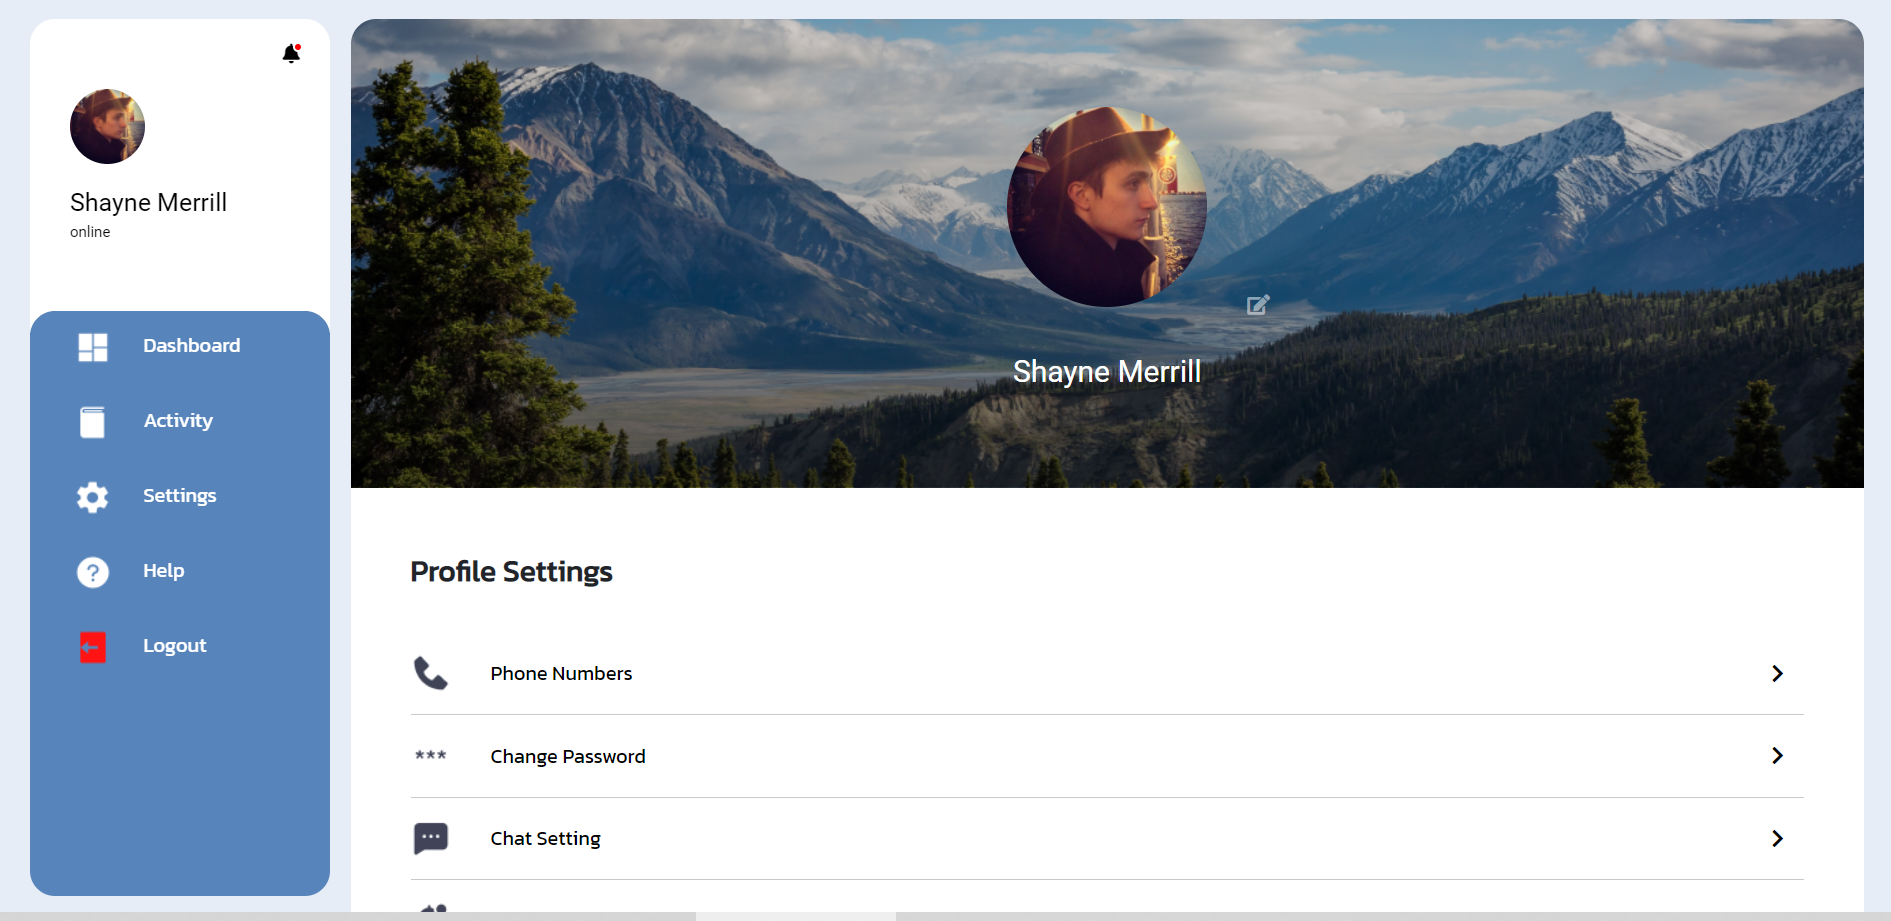 Shayne Merrill
online
Dashboard
Activity
Settings
Help
Logout
Shayne Merrill
Profile Settings
Phone Numbers
*** Change Password
Chat Setting